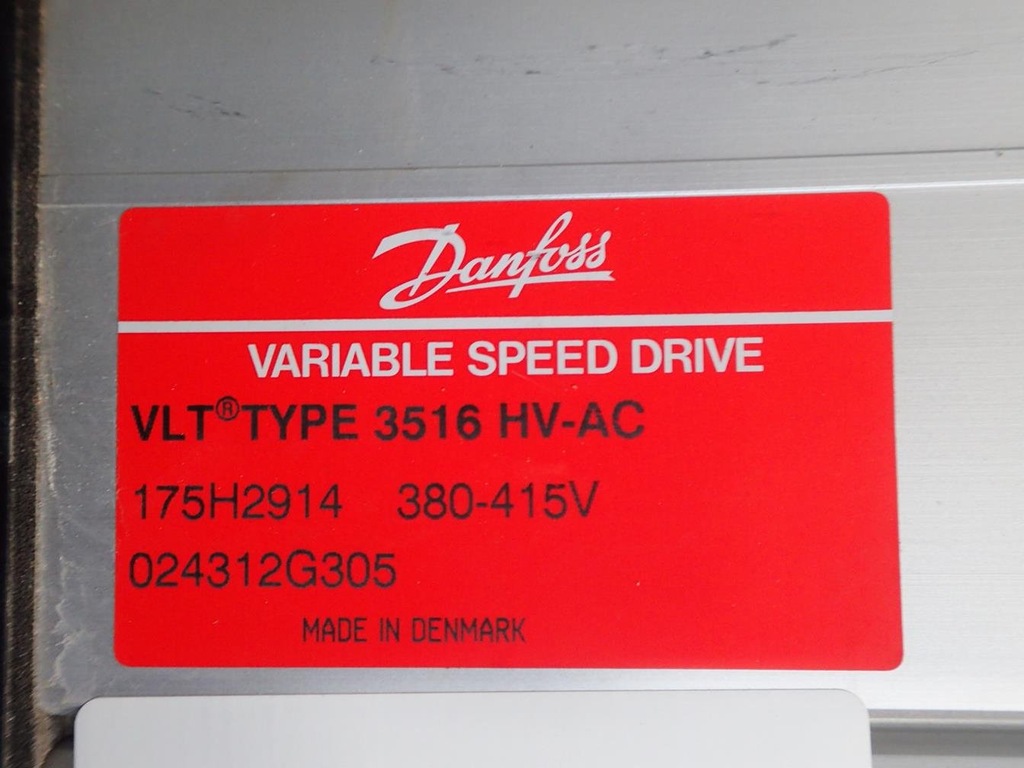 Danfoss
VARIABLE SPEED DRIVE
VLT® TYPE 3516 HV-AC
175H2914 380-415V
024312G305
MADE IN DENMARK